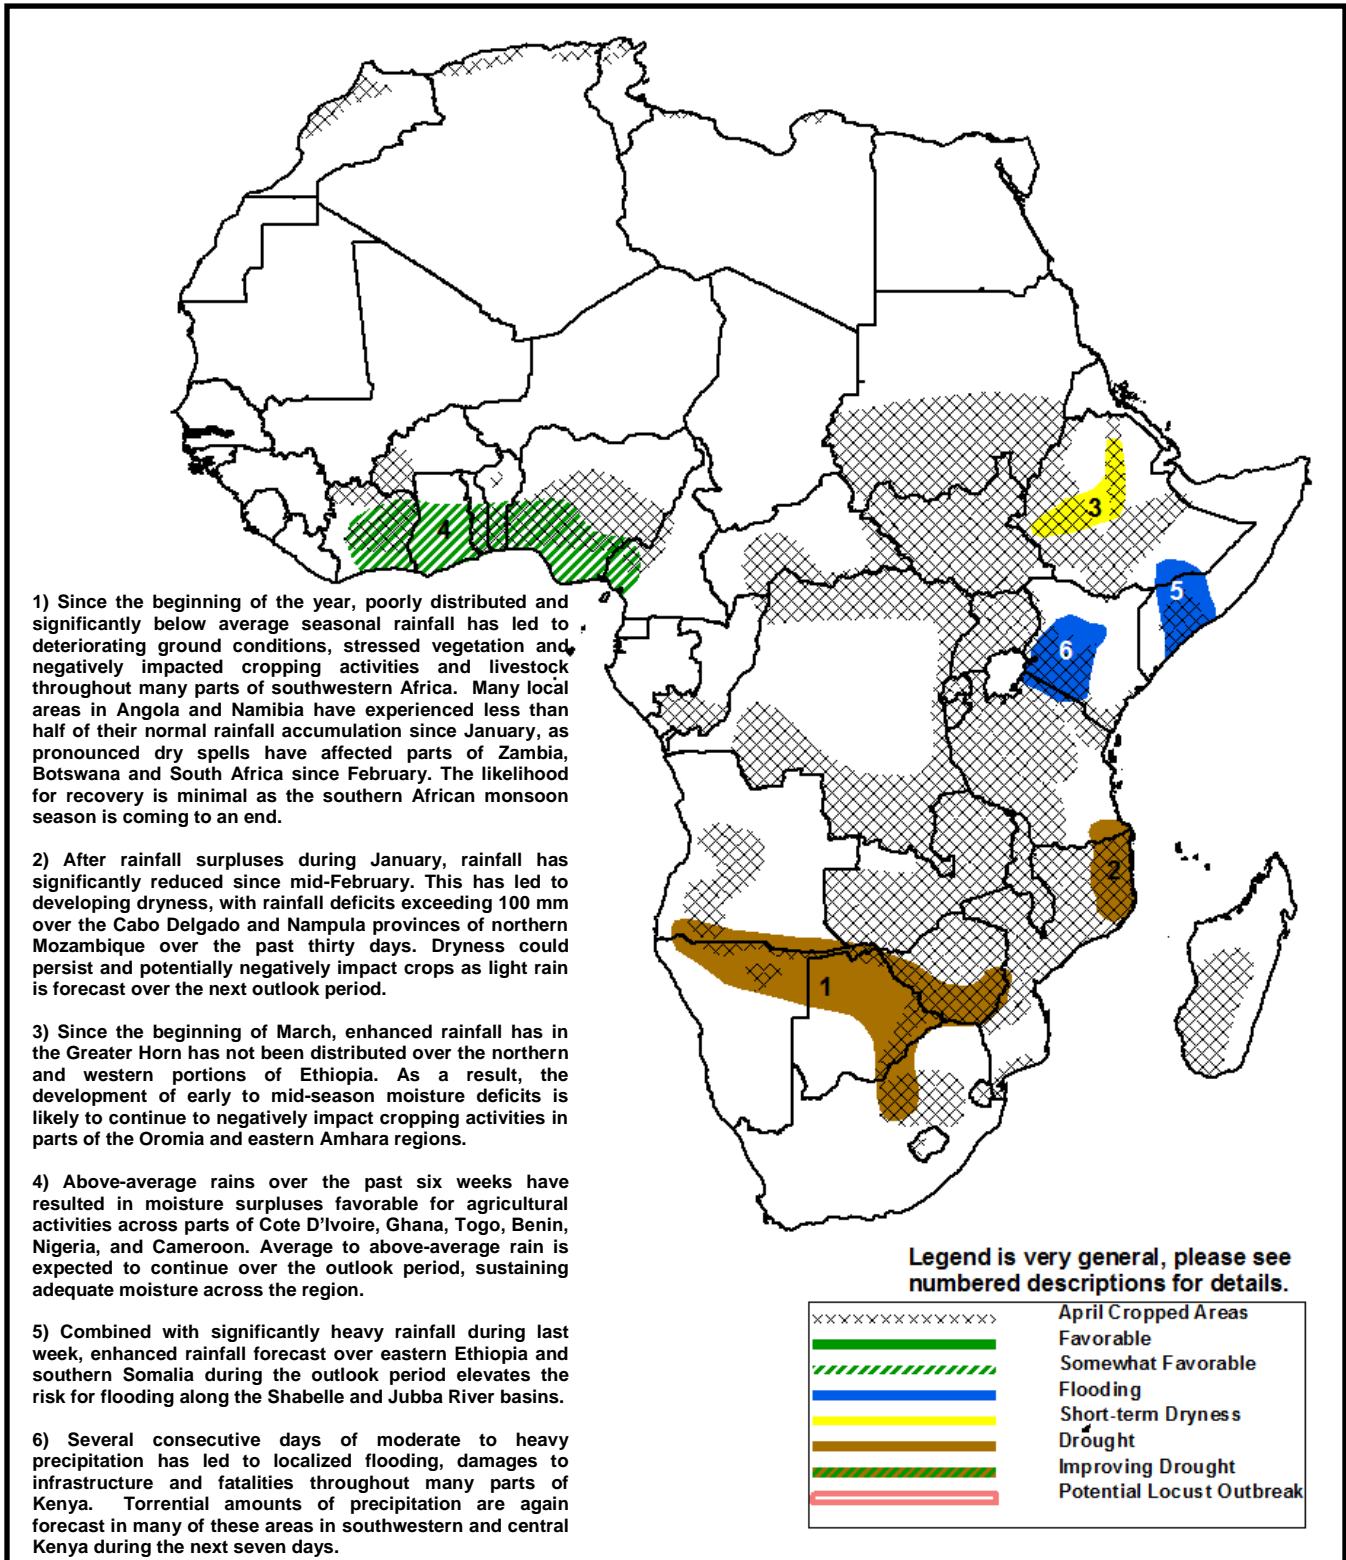 1) Since the beginning of the year, poorly distributed and
significantly below average seasonal rainfall has led to
deteriorating ground conditions, stressed vegetation and
negatively impacted cropping activities and livestock
throughout many parts of southwestern Africa. Many local
areas in Angola and Namibia have experienced less than
half of their normal rainfall accumulation since January, as
pronounced dry spells have affected parts of Zambia,
Botswana and South Africa since February. The likelihood
for recovery is minimal as the southern African monsoon
season is coming to an end.
2) After rainfall surpluses during January, rainfall has
significantly reduced since mid-February. This has led to
developing dryness, with rainfall deficits exceeding 100 mm
over the Cabo Delgado and Nampula provinces of northern
Mozambique over the past thirty days. Dryness could
persist and potentially negatively impact crops as light rain
is forecast over the next outlook period.
3) Since the beginning of March, enhanced rainfall has in
the Greater Horn has not been distributed over the northern
and western portions of Ethiopia. As a result, the
development of early to mid-season moisture deficits is
likely to continue to negatively impact cropping activities in
parts of the Oromia and eastern Amhara regions.
4) Above-average rains over the past six weeks have
resulted in moisture surpluses favorable for agricultural
activities across parts of Cote D'Ivoire, Ghana, Togo, Benin,
Nigeria, and Cameroon. Average to above-average rain is
expected to continue over the outlook period, sustaining
adequate moisture across the region.
5) Combined with significantly heavy rainfall during last
week, enhanced rainfall forecast over eastern Ethiopia and
southern Somalia during the outlook period elevates the
risk for flooding along the Shabelle and Jubba River basins.
6) Several consecutive days of moderate to heavy
precipitation has led to localized flooding, damages to
infrastructure and fatalities throughout many parts of
Kenya. Torrential amounts of precipitation are again
forecast in many of these areas in southwestern and central
Kenya during the next seven days.
3
4
5
6
2
1
Legend is very general, please see
numbered descriptions for details.
April Cropped Areas
Favorable
Somewhat Favorable
Flooding
Short-term Dryness
Drought
Improving Drought
Potential Locust Outbreak